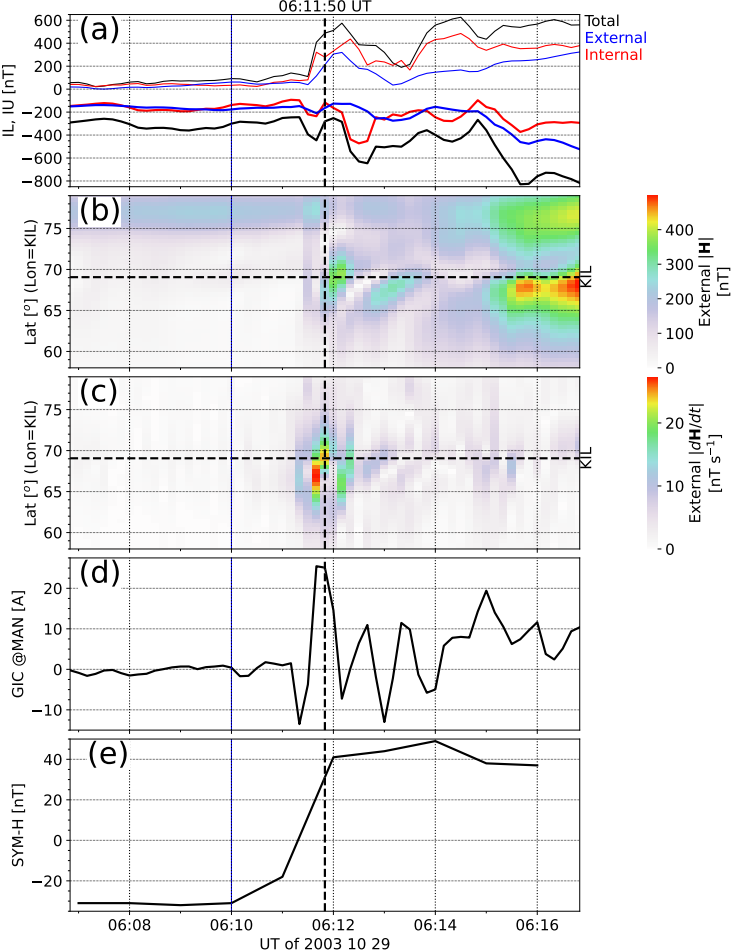 06:11:50 UT
(a)
600
400
200
0
−200
−400
−600
−800
IL, IU [nT]
Total
External
Internal
(b)
75
70
65
60
Lat [°] (Lon=KIL)
KIL
400
300
200
100
0
External |H|
[nT]
(c)
75
70
65
60
Lat [°] (Lon=KIL)
KIL
20
10
0
External |dH/dt|
[nT s⁻¹]
(d)
20
10
0
−10
GIC @MAN [A]
(e)
40
20
0
−20
SYM-H [nT]
06:08 06:10 06:12 06:14 06:16
UT of 2003 10 29